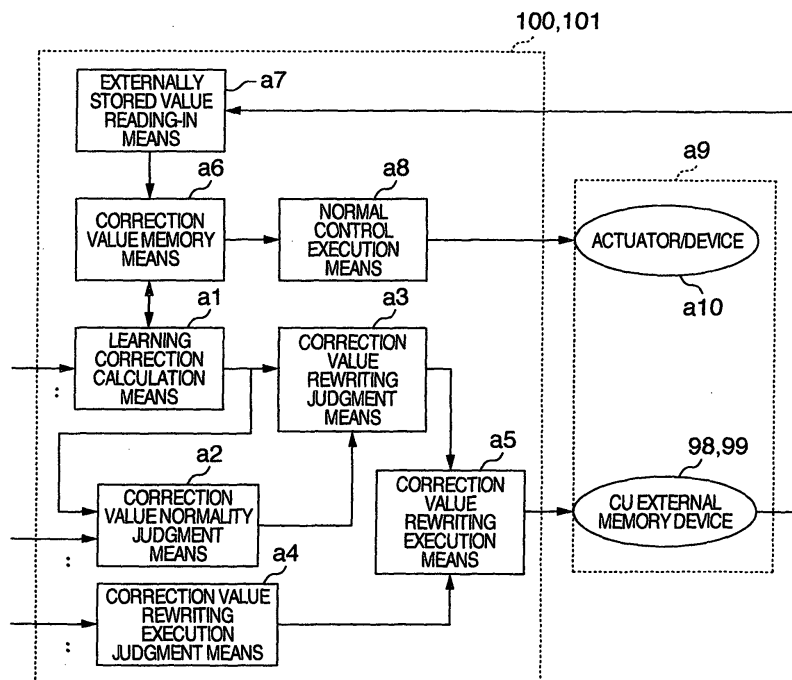 100,101
EXTERNALLY
STORED VALUE
READING-IN
MEANS
a7
a6
CORRECTION
VALUE MEMORY
MEANS
a8
NORMAL
CONTROL
EXECUTION
MEANS
a9
ACTUATOR/DEVICE
a10
a1
LEARNING
CORRECTION
CALCULATION
MEANS
:
a3
CORRECTION
VALUE
REWRITING
JUDGMENT
MEANS
a2
CORRECTION
VALUE NORMALITY
JUDGMENT
MEANS
:
a5
CORRECTION
VALUE
REWRITING
EXECUTION
MEANS
98,99
CU EXTERNAL
MEMORY DEVICE
a4
CORRECTION VALUE
REWRITING
EXECUTION
JUDGMENT MEANS
: